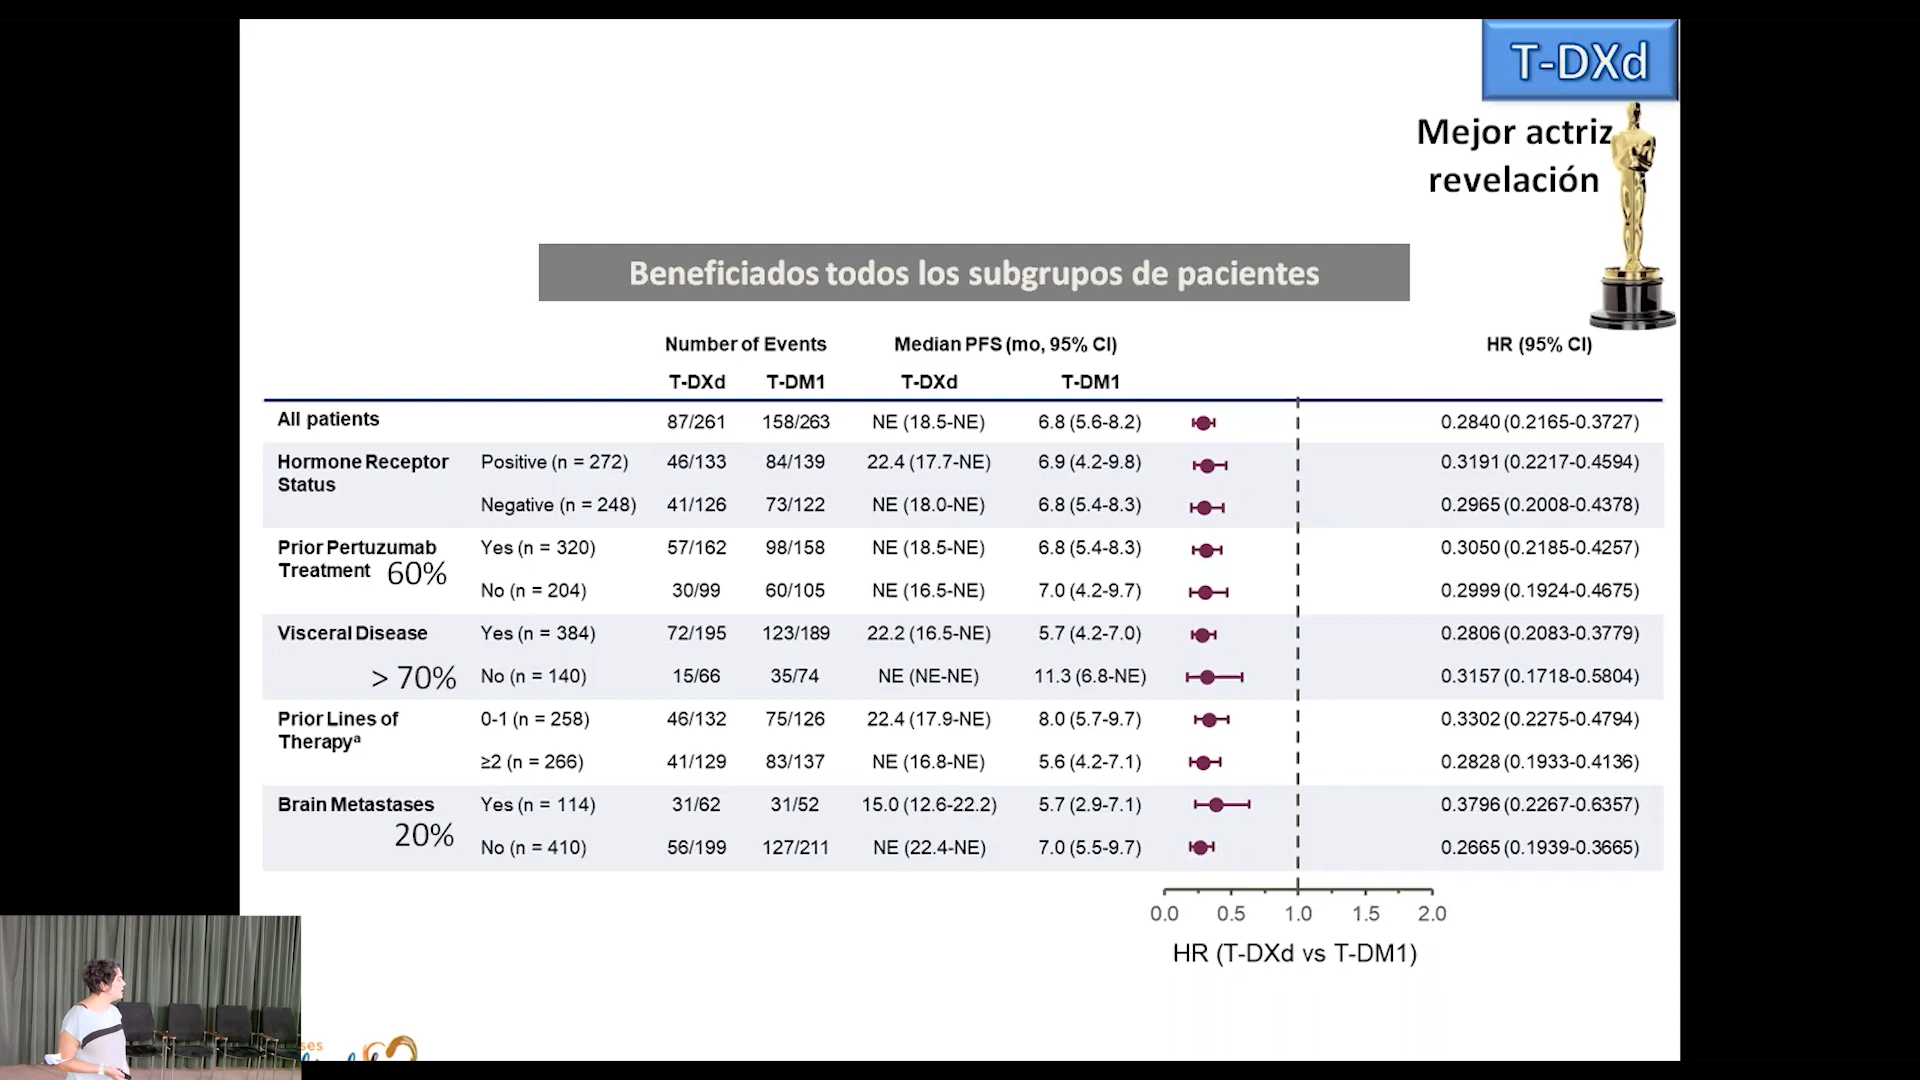 T-DXd
Mejor actriz
revelación
Beneficiados todos los subgrupos de pacientes
Number of Events Median PFS (mo, 95% CI) HR (95% CI)
T-DXd T-DM1 T-DXd T-DM1
All patients 87/261 158/263 NE (18.5-NE) 6.8 (5.6-8.2) 0.2840 (0.2165-0.3727)
Hormone Receptor Status Positive (n = 272) 46/133 84/139 22.4 (17.7-NE) 6.9 (4.2-9.8) 0.3191 (0.2217-0.4594)
Negative (n = 248) 41/126 73/122 NE (18.0-NE) 6.8 (5.4-8.3) 0.2965 (0.2008-0.4378)
Prior Pertuzumab Treatment 60% Yes (n = 320) 57/162 98/158 NE (18.5-NE) 6.8 (5.4-8.3) 0.3050 (0.2185-0.4257)
No (n = 204) 30/99 60/105 NE (16.5-NE) 7.0 (4.2-9.7) 0.2999 (0.1924-0.4675)
Visceral Disease Yes (n = 384) 72/195 123/189 22.2 (16.5-NE) 5.7 (4.2-7.0) 0.2806 (0.2083-0.3779)
> 70% No (n = 140) 15/66 35/74 NE (NE-NE) 11.3 (6.8-NE) 0.3157 (0.1718-0.5804)
Prior Lines of Therapyᵃ 0-1 (n = 258) 46/132 75/126 22.4 (17.9-NE) 8.0 (5.7-9.7) 0.3302 (0.2275-0.4794)
≥2 (n = 266) 41/129 83/137 NE (16.8-NE) 5.6 (4.2-7.1) 0.2828 (0.1933-0.4136)
Brain Metastases Yes (n = 114) 31/62 31/52 15.0 (12.6-22.2) 5.7 (2.9-7.1) 0.3796 (0.2267-0.6357)
20% No (n = 410) 56/199 127/211 NE (22.4-NE) 7.0 (5.5-9.7) 0.2665 (0.1939-0.3665)
0.0 0.5 1.0 1.5 2.0
HR (T-DXd vs T-DM1)